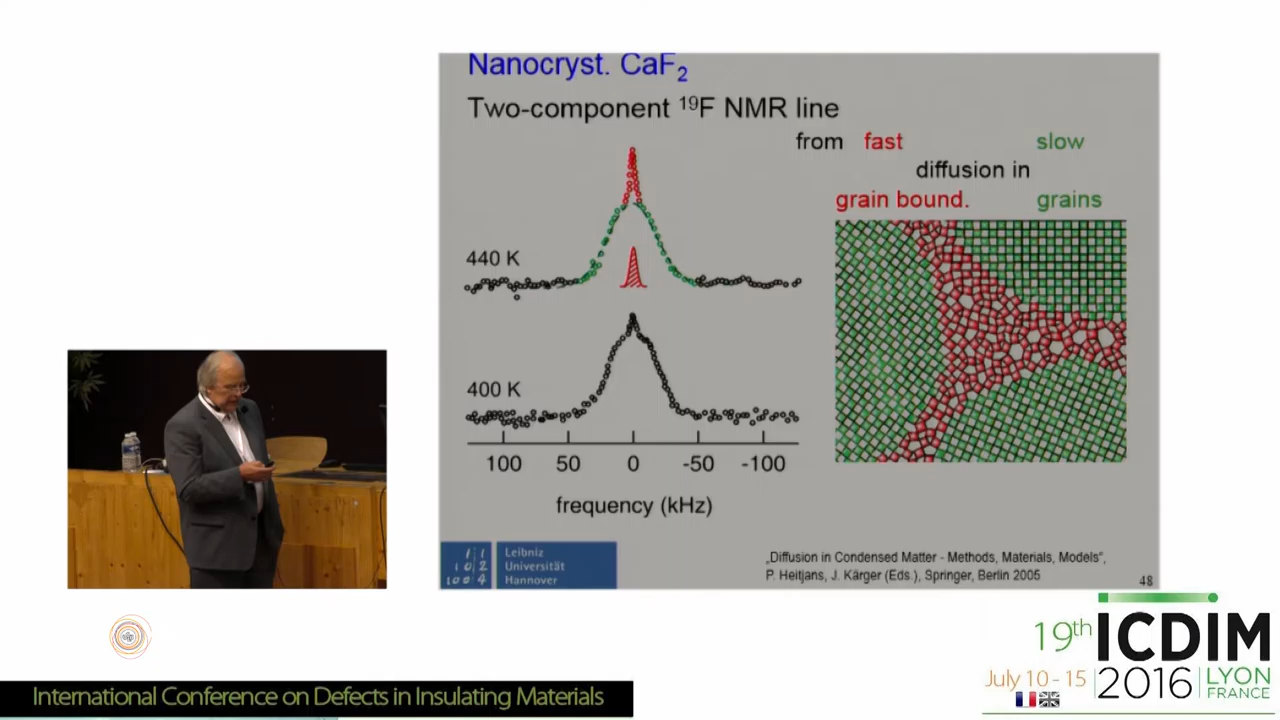 Nanocryst. CaF₂
Two-component ¹⁹F NMR line
from fast slow
diffusion in
grain bound. grains
440 K
400 K
100 50 0 -50 -100
frequency (kHz)
Leibniz
Universität
Hannover
„Diffusion in Condensed Matter - Methods, Materials, Models“,
P. Heitjans, J. Kärger (Eds.), Springer, Berlin 2005
48
19th ICDIM
July 10 - 15 2016 LYON
FRANCE
International Conference on Defects in Insulating Materials